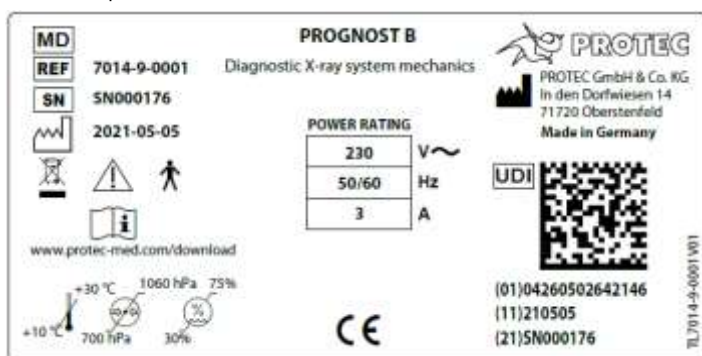 MD
REF 7014-9-0001
SN SN000176
2021-05-05
www.protec-med.com/download
+30 °C
+10 °C
1060 hPa
700 hPa
75%
%
30%
PROGNOST B
Diagnostic X-ray system mechanics
POWER RATING
230 V
50/60 Hz
3 A
CE
PROTEC
PROTEC GmbH & Co. KG
In den Dorfwiesen 14
71720 Oberstenfeld
Made in Germany
UDI
(01)04260502642146
(11)210505
(21)SN000176
TL7014-9-0001V01